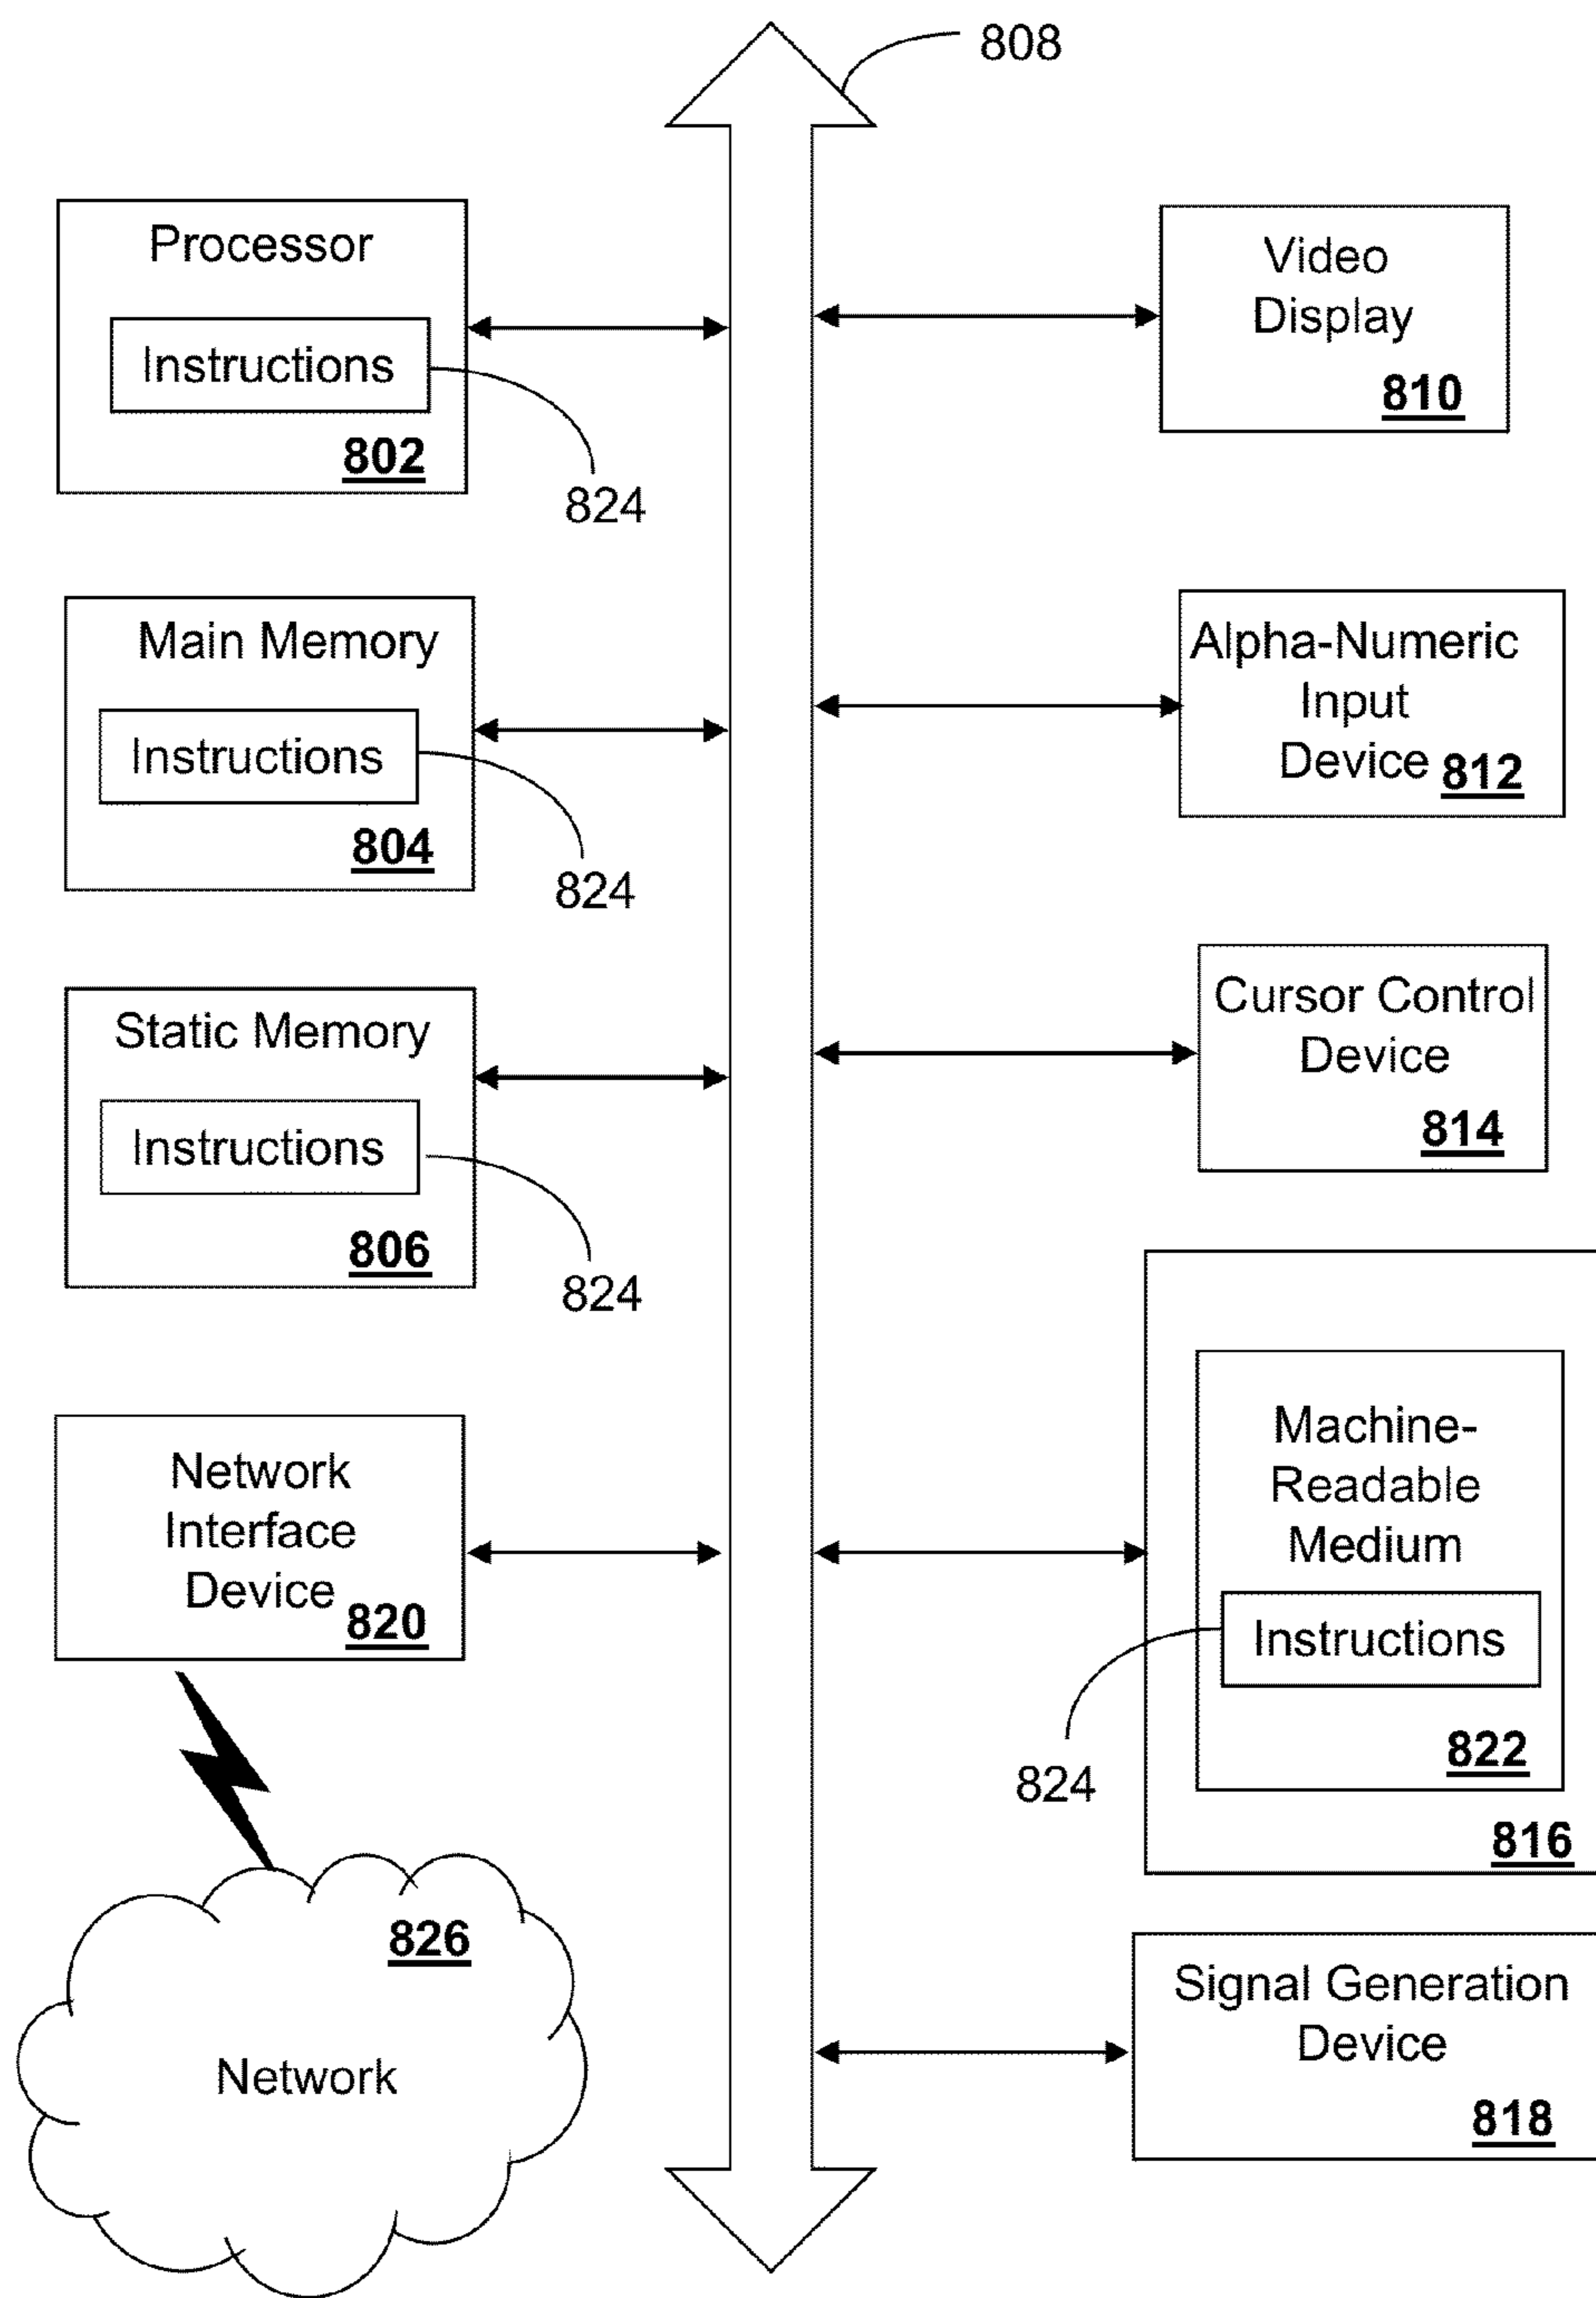 808
Processor
Instructions
802
824
Main Memory
Instructions
804
824
Static Memory
Instructions
806
824
Network
Interface
Device
820
826
Network
Video
Display
810
Alpha-Numeric
Input
Device 812
Cursor Control
Device
814
Machine-
Readable
Medium
Instructions
822
824
816
Signal Generation
Device
818